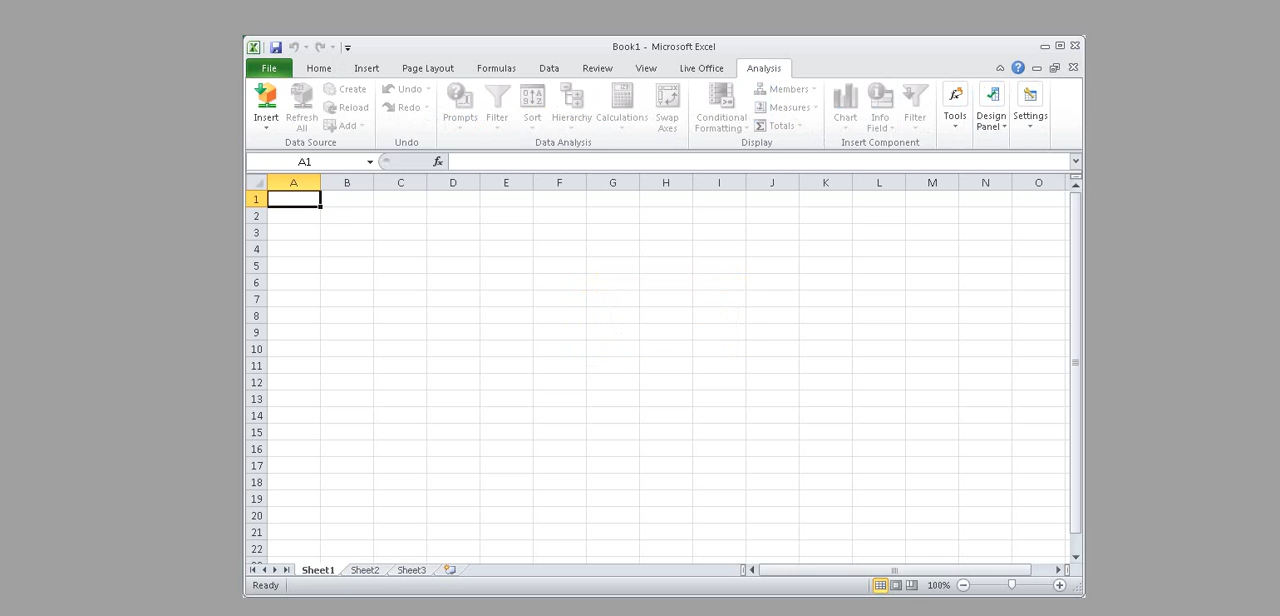 Book1 - Microsoft Excel
File Home Insert Page Layout Formulas Data Review View Live Office Analysis
Insert Refresh All Create Reload Add Undo Redo Prompts Filter Sort Hierarchy Calculations Swap Axes Conditional Formatting Members Measures Totals Chart Info Field Filter Tools Design Panel Settings
Data Source Undo Data Analysis Display Insert Component
A1 fx
A B C D E F G H I J K L M N O
1
2
3
4
5
6
7
8
9
10
11
12
13
14
15
16
17
18
19
20
21
22
Sheet1 Sheet2 Sheet3
Ready 100%